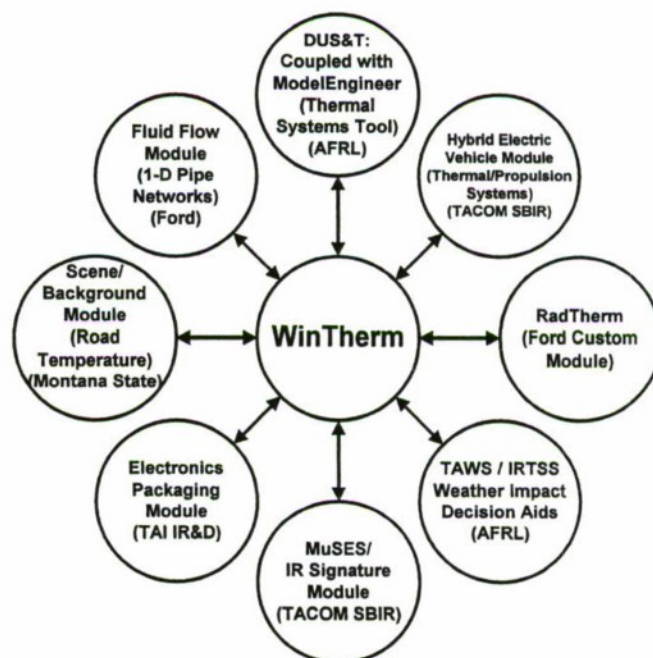 DUS&T:
Coupled with
ModelEngineer
(Thermal
Systems Tool)
(AFRL)
Fluid Flow
Module
(1-D Pipe
Networks)
(Ford)
Hybrid Electric
Vehicle Module
(Thermal/Propulsion
Systems)
(TACOM SBIR)
Scene/
Background
Module
(Road
Temperature)
(Montana State)
WinTherm
RadTherm
(Ford Custom
Module)
Electronics
Packaging
Module
(TAI IR&D)
TAWS / IRTSS
Weather Impact
Decision Aids
(AFRL)
MuSES/
IR Signature
Module
(TACOM SBIR)